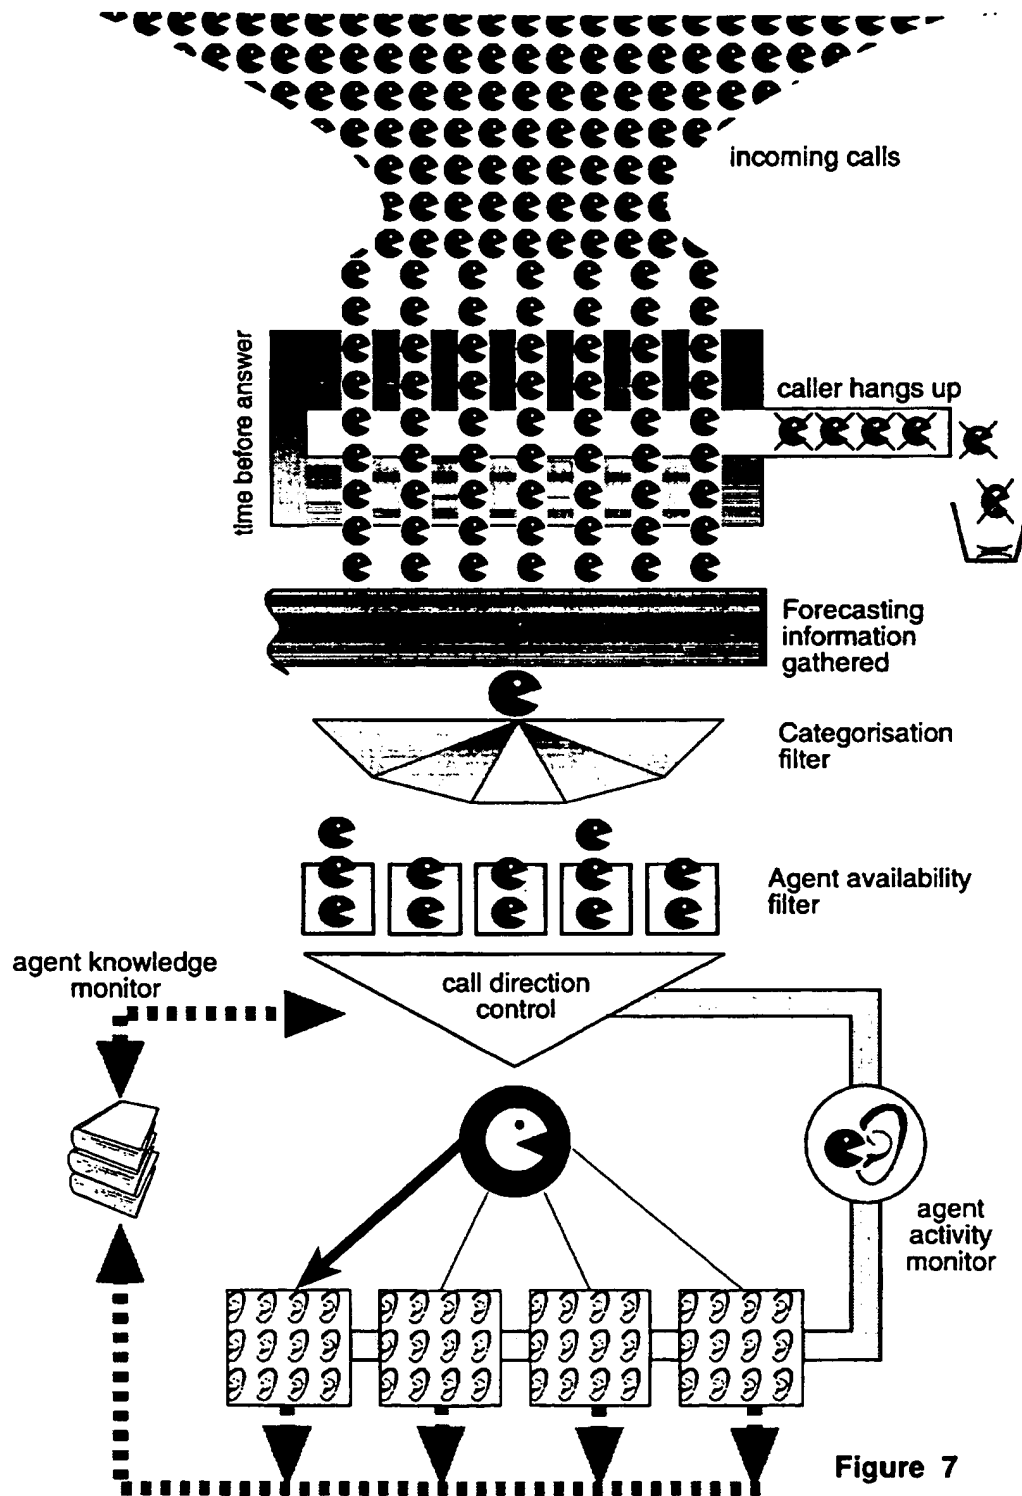 incoming calls
time before answer
caller hangs up
Forecasting
information
gathered
Categorisation
filter
Agent availability
filter
agent knowledge
monitor
call direction
control
agent
activity
monitor
Figure 7